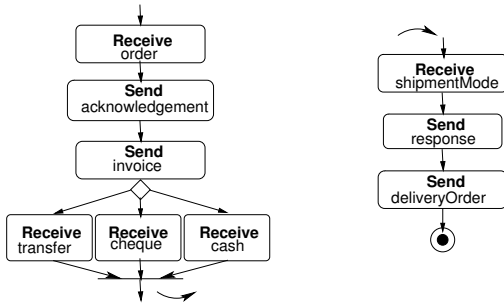 Receive
order
Send
acknowledgement
Send
invoice
Receive
transfer
Receive
cheque
Receive
cash
Receive
shipmentMode
Send
response
Send
deliveryOrder